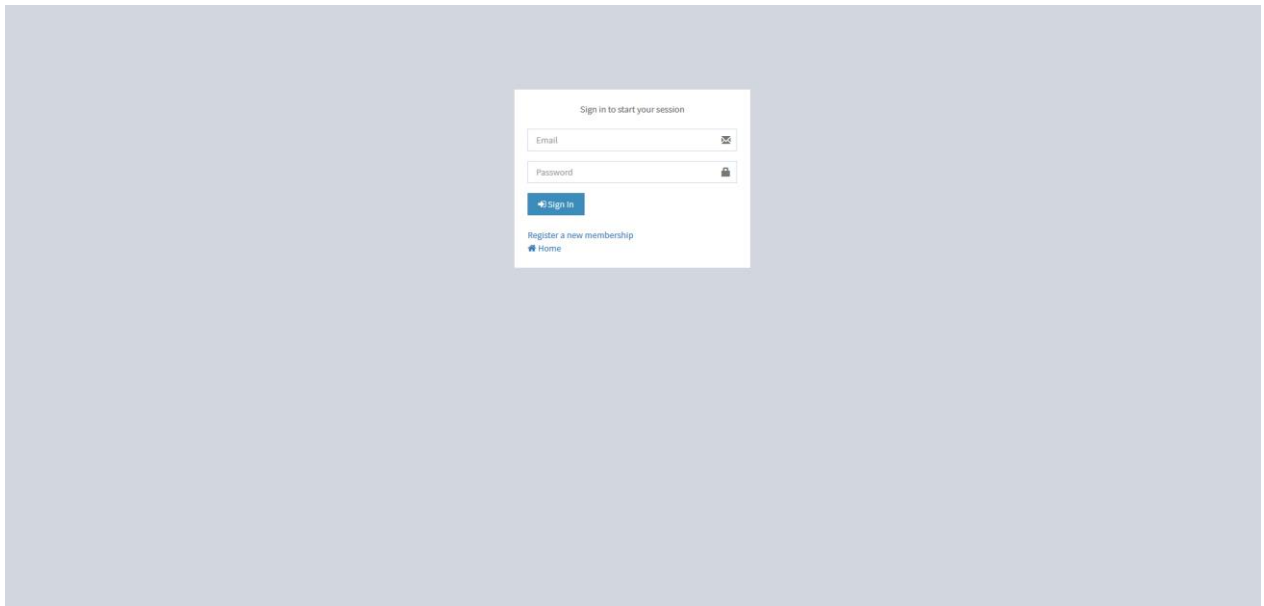 Sign in to start your session
Email
Password
Sign In
Register a new membership
Home